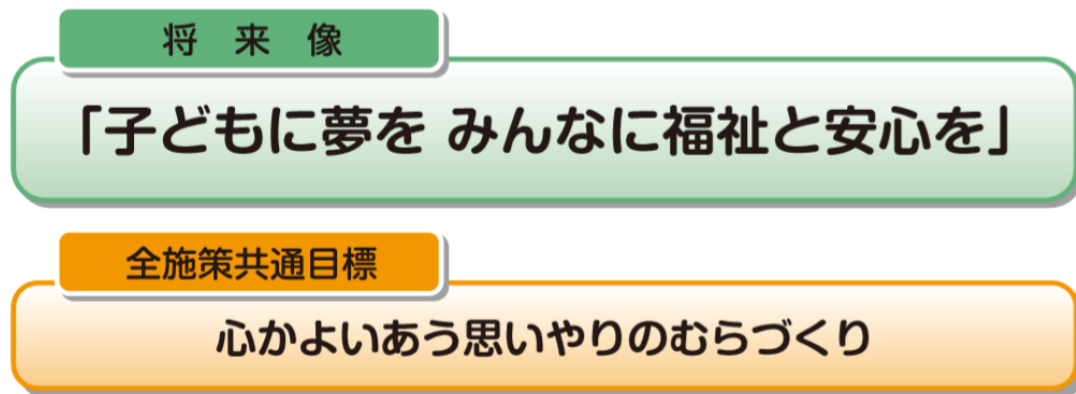 将 来 像
「子どもに夢を みんなに福祉と安心を」
全施策共通目標
心かよいあう思いやりのむらづくり